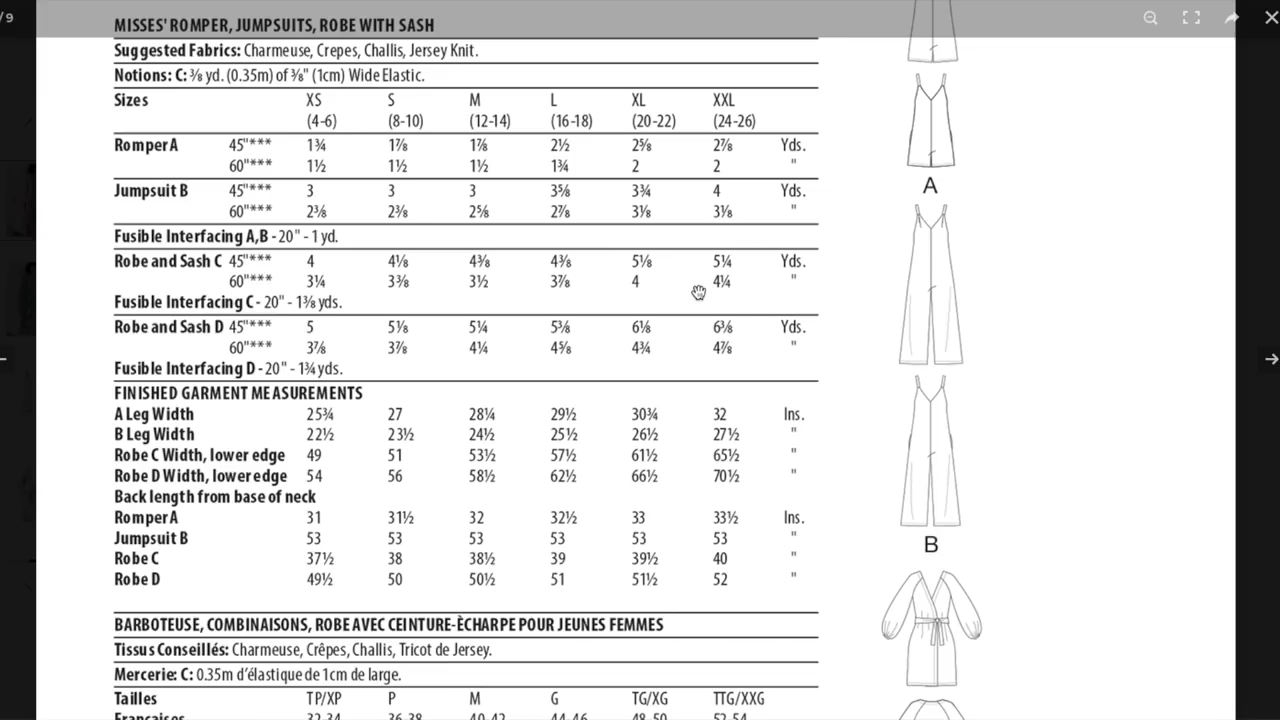 /9
MISSES' ROMPER, JUMPSUITS, ROBE WITH SASH
Suggested Fabrics: Charmeuse, Crepes, Challis, Jersey Knit.
Notions: C: ⅜ yd. (0.35m) of ⅜" (1cm) Wide Elastic.
Sizes XS S M L XL XXL
(4-6) (8-10) (12-14) (16-18) (20-22) (24-26)
Romper A 45"*** 1¾ 1⅞ 1⅞ 2½ 2⅝ 2⅞ Yds.
60"*** 1½ 1½ 1½ 1¾ 2 2 "
Jumpsuit B 45"*** 3 3 3 3⅝ 3¾ 4 Yds.
60"*** 2⅜ 2⅜ 2⅝ 2⅞ 3⅛ 3⅛ "
Fusible Interfacing A,B - 20" - 1 yd.
Robe and Sash C 45"*** 4 4⅛ 4⅜ 4⅜ 5⅛ 5¼ Yds.
60"*** 3¼ 3⅜ 3½ 3⅞ 4 4¼ "
Fusible Interfacing C - 20" - 1⅜ yds.
Robe and Sash D 45"*** 5 5⅛ 5¼ 5⅜ 6⅛ 6⅜ Yds.
60"*** 3⅞ 3⅞ 4¼ 4⅝ 4¾ 4⅞ "
Fusible Interfacing D - 20" - 1¾ yds.
FINISHED GARMENT MEASUREMENTS
A Leg Width 25¾ 27 28¼ 29½ 30¾ 32 Ins.
B Leg Width 22½ 23½ 24½ 25½ 26½ 27½ "
Robe C Width, lower edge 49 51 53½ 57½ 61½ 65½ "
Robe D Width, lower edge 54 56 58½ 62½ 66½ 70½ "
Back length from base of neck
Romper A 31 31½ 32 32½ 33 33½ Ins.
Jumpsuit B 53 53 53 53 53 53 "
Robe C 37½ 38 38½ 39 39½ 40 "
Robe D 49½ 50 50½ 51 51½ 52 "
BARBOTEUSE, COMBINAISONS, ROBE AVEC CEINTURE-ÈCHARPE POUR JEUNES FEMMES
Tissus Conseillés: Charmeuse, Crêpes, Challis, Tricot de Jersey.
Mercerie: C: 0.35m d'élastique de 1cm de large.
Tailles TP/XP P M G TG/XG TTG/XXG
Françaises 32-34 36-38 40-42 44-46 48-50 52-54
A
B